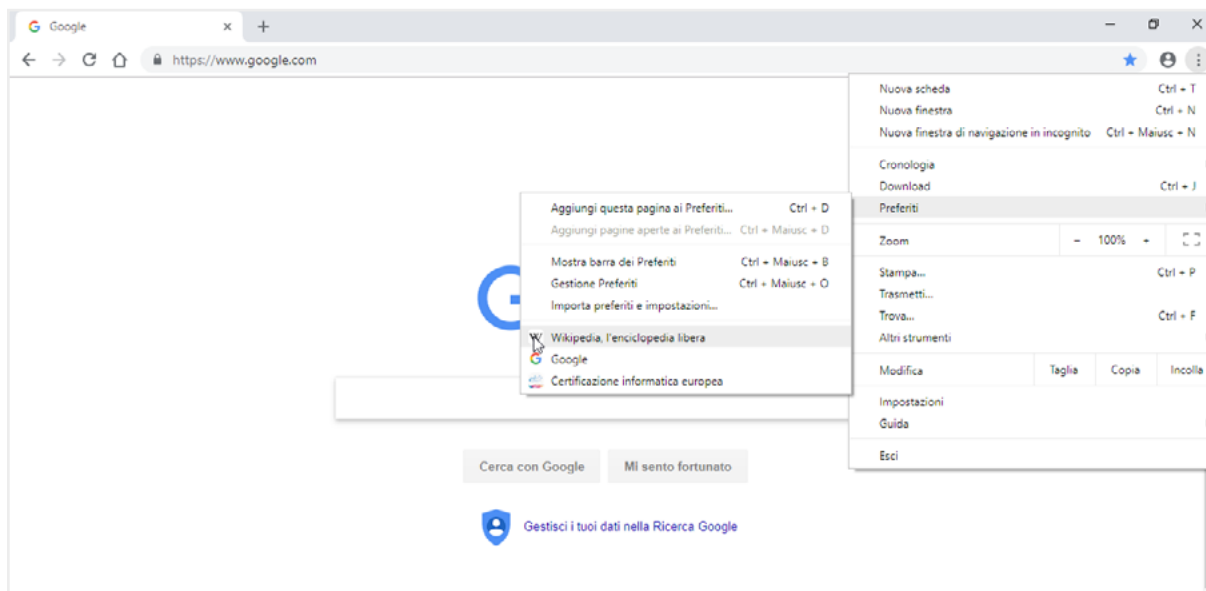 Google
https://www.google.com
Nuova scheda Ctrl + T
Nuova finestra Ctrl + N
Nuova finestra di navigazione in incognito Ctrl + Maiusc + N
Cronologia
Download Ctrl + J
Preferiti
Zoom - 100% +
Stampa... Ctrl + P
Trasmetti...
Trova... Ctrl + F
Altri strumenti
Modifica Taglia Copia Incolla
Impostazioni
Guida
Esci
Aggiungi questa pagina ai Preferiti... Ctrl + D
Aggiungi pagine aperte ai Preferiti... Ctrl + Maiusc + D
Mostra barra dei Preferiti Ctrl + Maiusc + B
Gestione Preferiti Ctrl + Maiusc + O
Importa preferiti e impostazioni...
W Wikipedia, l'enciclopedia libera
Google
Certificazione informatica europea
G
Cerca con Google Mi sento fortunato
Gestisci i tuoi dati nella Ricerca Google